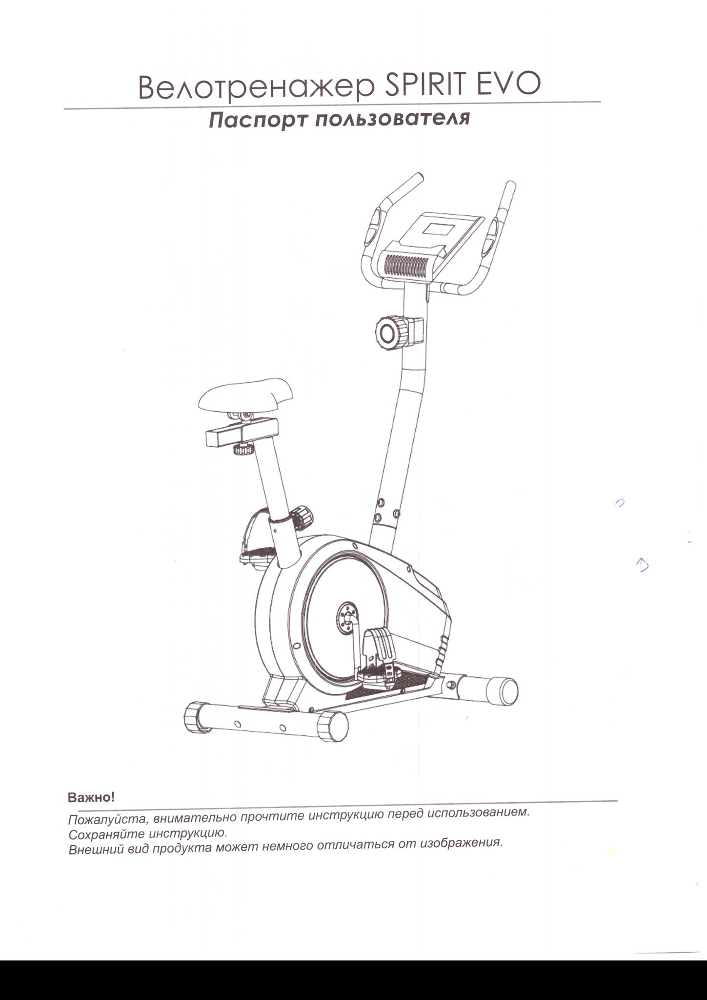 Велотренажер SPIRIT EVO
Паспорт пользователя
Важно!
Пожалуйста, внимательно прочтите инструкцию перед использованием.
Сохраняйте инструкцию.
Внешний вид продукта может немного отличаться от изображения.